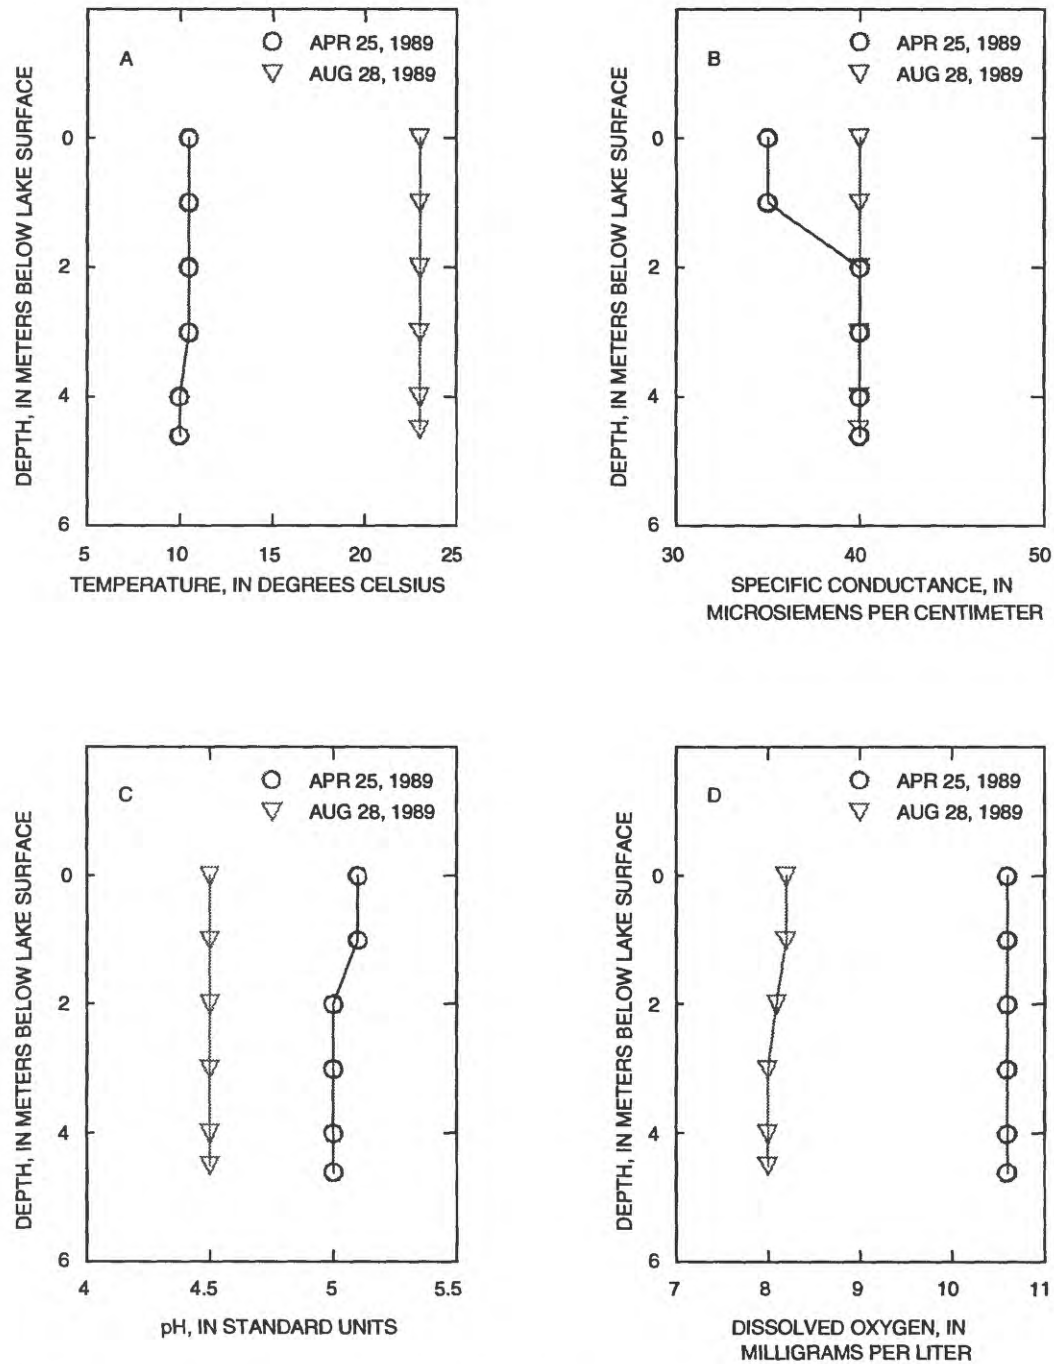 A
APR 25, 1989
AUG 28, 1989
DEPTH, IN METERS BELOW LAKE SURFACE
0
2
4
6
5 10 15 20 25
TEMPERATURE, IN DEGREES CELSIUS
B
APR 25, 1989
AUG 28, 1989
DEPTH, IN METERS BELOW LAKE SURFACE
0
2
4
6
30 40 50
SPECIFIC CONDUCTANCE, IN
MICROSIEMENS PER CENTIMETER
C
APR 25, 1989
AUG 28, 1989
DEPTH, IN METERS BELOW LAKE SURFACE
0
2
4
6
4 4.5 5 5.5
pH, IN STANDARD UNITS
D
APR 25, 1989
AUG 28, 1989
DEPTH, IN METERS BELOW LAKE SURFACE
0
2
4
6
7 8 9 10 11
DISSOLVED OXYGEN, IN
MILLIGRAMS PER LITER